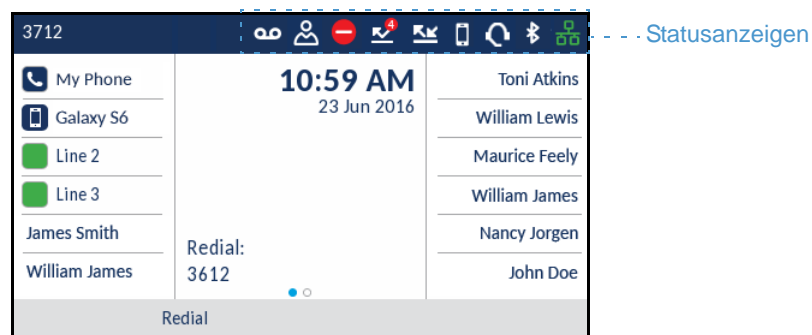 3712
4
Statusanzeigen
My Phone
Galaxy S6
Line 2
Line 3
James Smith
William James
10:59 AM
23 Jun 2016
Redial:
3612
Toni Atkins
William Lewis
Maurice Feely
William James
Nancy Jorgen
John Doe
Redial